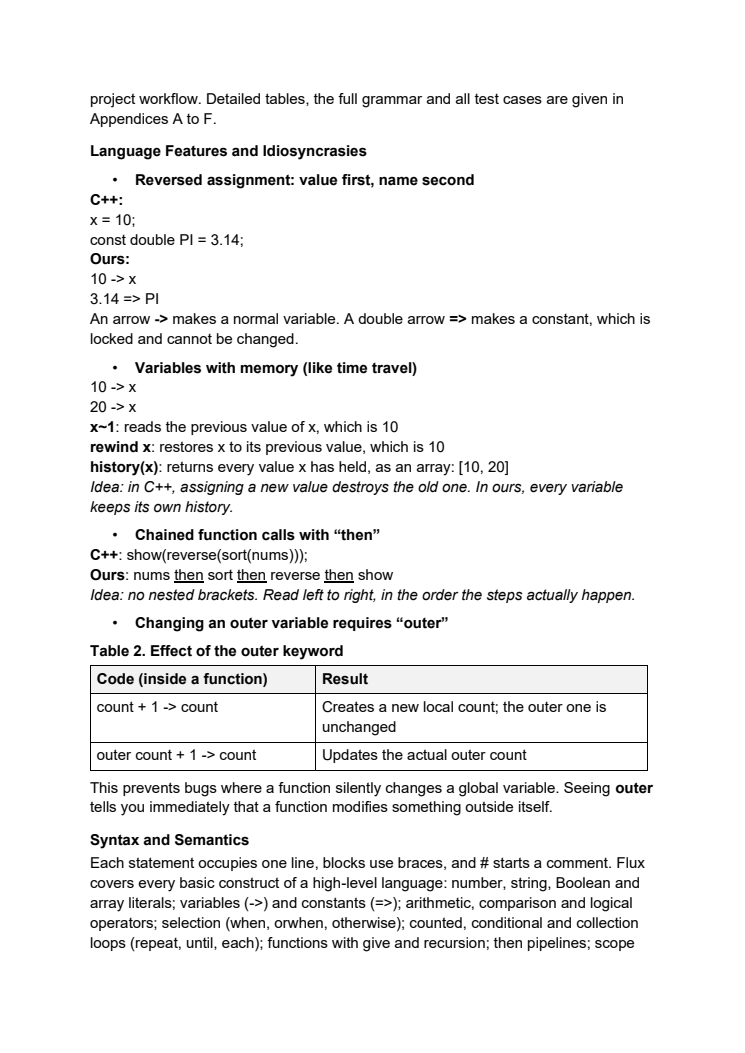 project workflow. Detailed tables, the full grammar and all test cases are given in
Appendices A to F.
Language Features and Idiosyncrasies
• Reversed assignment: value first, name second
C++:
x = 10;
const double PI = 3.14;
Ours:
10 -> x
3.14 => PI
An arrow -> makes a normal variable. A double arrow => makes a constant, which is
locked and cannot be changed.
• Variables with memory (like time travel)
10 -> x
20 -> x
x~1: reads the previous value of x, which is 10
rewind x: restores x to its previous value, which is 10
history(x): returns every value x has held, as an array: [10, 20]
Idea: in C++, assigning a new value destroys the old one. In ours, every variable
keeps its own history.
• Chained function calls with “then”
C++: show(reverse(sort(nums)));
Ours: nums then sort then reverse then show
Idea: no nested brackets. Read left to right, in the order the steps actually happen.
• Changing an outer variable requires “outer”
Table 2. Effect of the outer keyword
Code (inside a function) Result
count + 1 -> count Creates a new local count; the outer one is
unchanged
outer count + 1 -> count Updates the actual outer count
This prevents bugs where a function silently changes a global variable. Seeing outer
tells you immediately that a function modifies something outside itself.
Syntax and Semantics
Each statement occupies one line, blocks use braces, and # starts a comment. Flux
covers every basic construct of a high-level language: number, string, Boolean and
array literals; variables (->) and constants (=>); arithmetic, comparison and logical
operators; selection (when, orwhen, otherwise); counted, conditional and collection
loops (repeat, until, each); functions with give and recursion; then pipelines; scope